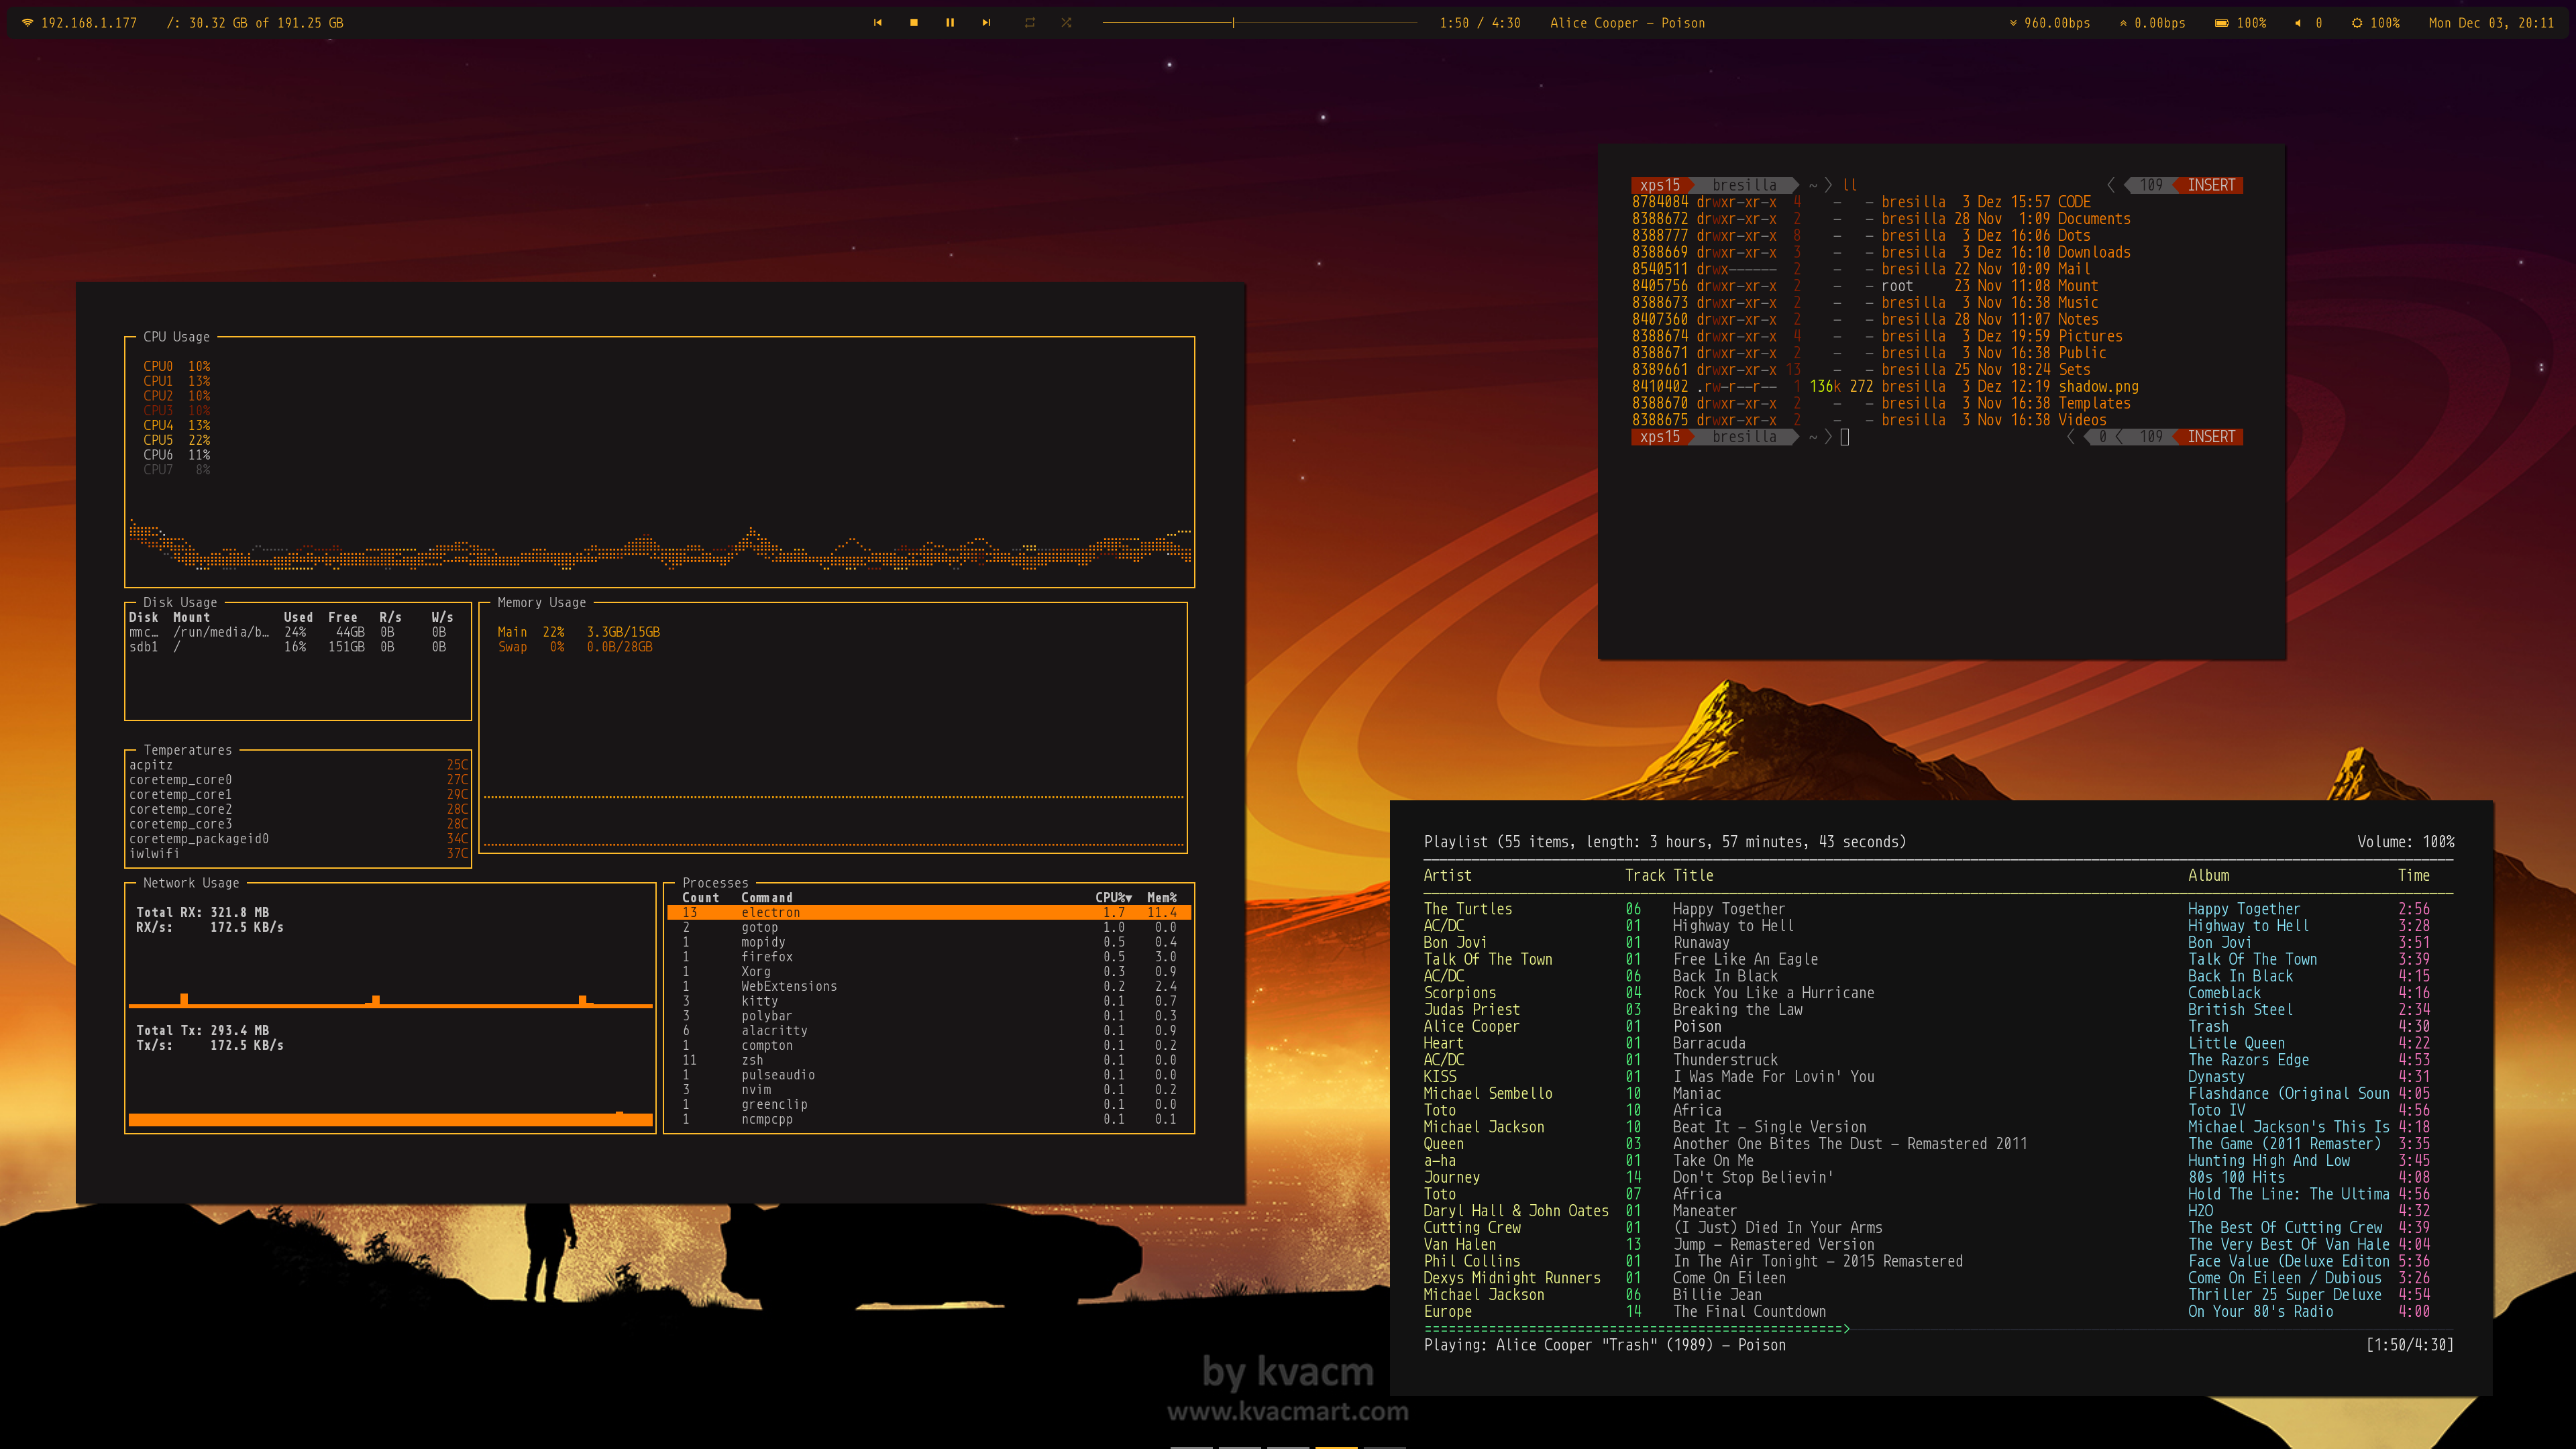 192.168.1.177 /: 30.32 GB of 191.25 GB 1:50 / 4:30 Alice Cooper - Poison 960.00bps 0.00bps 100% 0 100% Mon Dec 03, 20:11
CPU Usage
CPU0 10%
CPU1 13%
CPU2 10%
CPU3 10%
CPU4 13%
CPU5 22%
CPU6 11%
CPU7 8%
Disk Usage
Disk Mount Used Free R/s W/s
mmc… /run/media/b… 24% 44GB 0B 0B
sdb1 / 16% 151GB 0B 0B
Memory Usage
Main 22% 3.3GB/15GB
Swap 0% 0.0B/28GB
Temperatures
acpitz 25C
coretemp_core0 27C
coretemp_core1 29C
coretemp_core2 28C
coretemp_core3 28C
coretemp_packageid0 34C
iwlwifi 37C
Network Usage
Total RX: 321.8 MB
RX/s: 172.5 KB/s
Total Tx: 293.4 MB
Tx/s: 172.5 KB/s
Processes
Count Command CPU%▼ Mem%
13 electron 1.7 11.4
2 gotop 1.0 0.0
1 mopidy 0.5 0.4
1 firefox 0.5 3.0
1 Xorg 0.3 0.9
1 WebExtensions 0.2 2.4
3 kitty 0.1 0.7
3 polybar 0.1 0.3
6 alacritty 0.1 0.9
1 compton 0.1 0.2
11 zsh 0.1 0.0
1 pulseaudio 0.1 0.0
3 nvim 0.1 0.2
1 greenclip 0.1 0.0
1 ncmpcpp 0.1 0.1
xps15 bresilla ~ ll 109 INSERT
8784084 drwxr-xr-x 4 - - bresilla 3 Dez 15:57 CODE
8388672 drwxr-xr-x 2 - - bresilla 28 Nov 1:09 Documents
8388777 drwxr-xr-x 8 - - bresilla 3 Dez 16:06 Dots
8388669 drwxr-xr-x 3 - - bresilla 3 Dez 16:10 Downloads
8540511 drwx------ 2 - - bresilla 22 Nov 10:09 Mail
8405756 drwxr-xr-x 2 - - root 23 Nov 11:08 Mount
8388673 drwxr-xr-x 2 - - bresilla 3 Nov 16:38 Music
8407360 drwxr-xr-x 2 - - bresilla 28 Nov 11:07 Notes
8388674 drwxr-xr-x 4 - - bresilla 3 Dez 19:59 Pictures
8388671 drwxr-xr-x 2 - - bresilla 3 Nov 16:38 Public
8389661 drwxr-xr-x 13 - - bresilla 25 Nov 18:24 Sets
8410402 .rw-r--r-- 1 136k 272 bresilla 3 Dez 12:19 shadow.png
8388670 drwxr-xr-x 2 - - bresilla 3 Nov 16:38 Templates
8388675 drwxr-xr-x 2 - - bresilla 3 Nov 16:38 Videos
xps15 bresilla ~ 0 109 INSERT
Playlist (55 items, length: 3 hours, 57 minutes, 43 seconds) Volume: 100%
Artist Track Title Album Time
The Turtles 06 Happy Together Happy Together 2:56
AC/DC 01 Highway to Hell Highway to Hell 3:28
Bon Jovi 01 Runaway Bon Jovi 3:51
Talk Of The Town 01 Free Like An Eagle Talk Of The Town 3:39
AC/DC 06 Back In Black Back In Black 4:15
Scorpions 04 Rock You Like a Hurricane Comeblack 4:16
Judas Priest 03 Breaking the Law British Steel 2:34
Alice Cooper 01 Poison Trash 4:30
Heart 01 Barracuda Little Queen 4:22
AC/DC 01 Thunderstruck The Razors Edge 4:53
KISS 01 I Was Made For Lovin' You Dynasty 4:31
Michael Sembello 10 Maniac Flashdance (Original Soun 4:05
Toto 10 Africa Toto IV 4:56
Michael Jackson 10 Beat It - Single Version Michael Jackson's This Is 4:18
Queen 03 Another One Bites The Dust - Remastered 2011 The Game (2011 Remaster) 3:35
a-ha 01 Take On Me Hunting High And Low 3:45
Journey 14 Don't Stop Believin' 80s 100 Hits 4:08
Toto 07 Africa Hold The Line: The Ultima 4:56
Daryl Hall & John Oates 01 Maneater H2O 4:32
Cutting Crew 01 (I Just) Died In Your Arms The Best Of Cutting Crew 4:39
Van Halen 13 Jump - Remastered Version The Very Best Of Van Hale 4:04
Phil Collins 01 In The Air Tonight - 2015 Remastered Face Value (Deluxe Editon 5:36
Dexys Midnight Runners 01 Come On Eileen Come On Eileen / Dubious 3:26
Michael Jackson 06 Billie Jean Thriller 25 Super Deluxe 4:54
Europe 14 The Final Countdown On Your 80's Radio 4:00
Playing: Alice Cooper "Trash" (1989) - Poison [1:50/4:30]
by kvacm
www.kvacmart.com